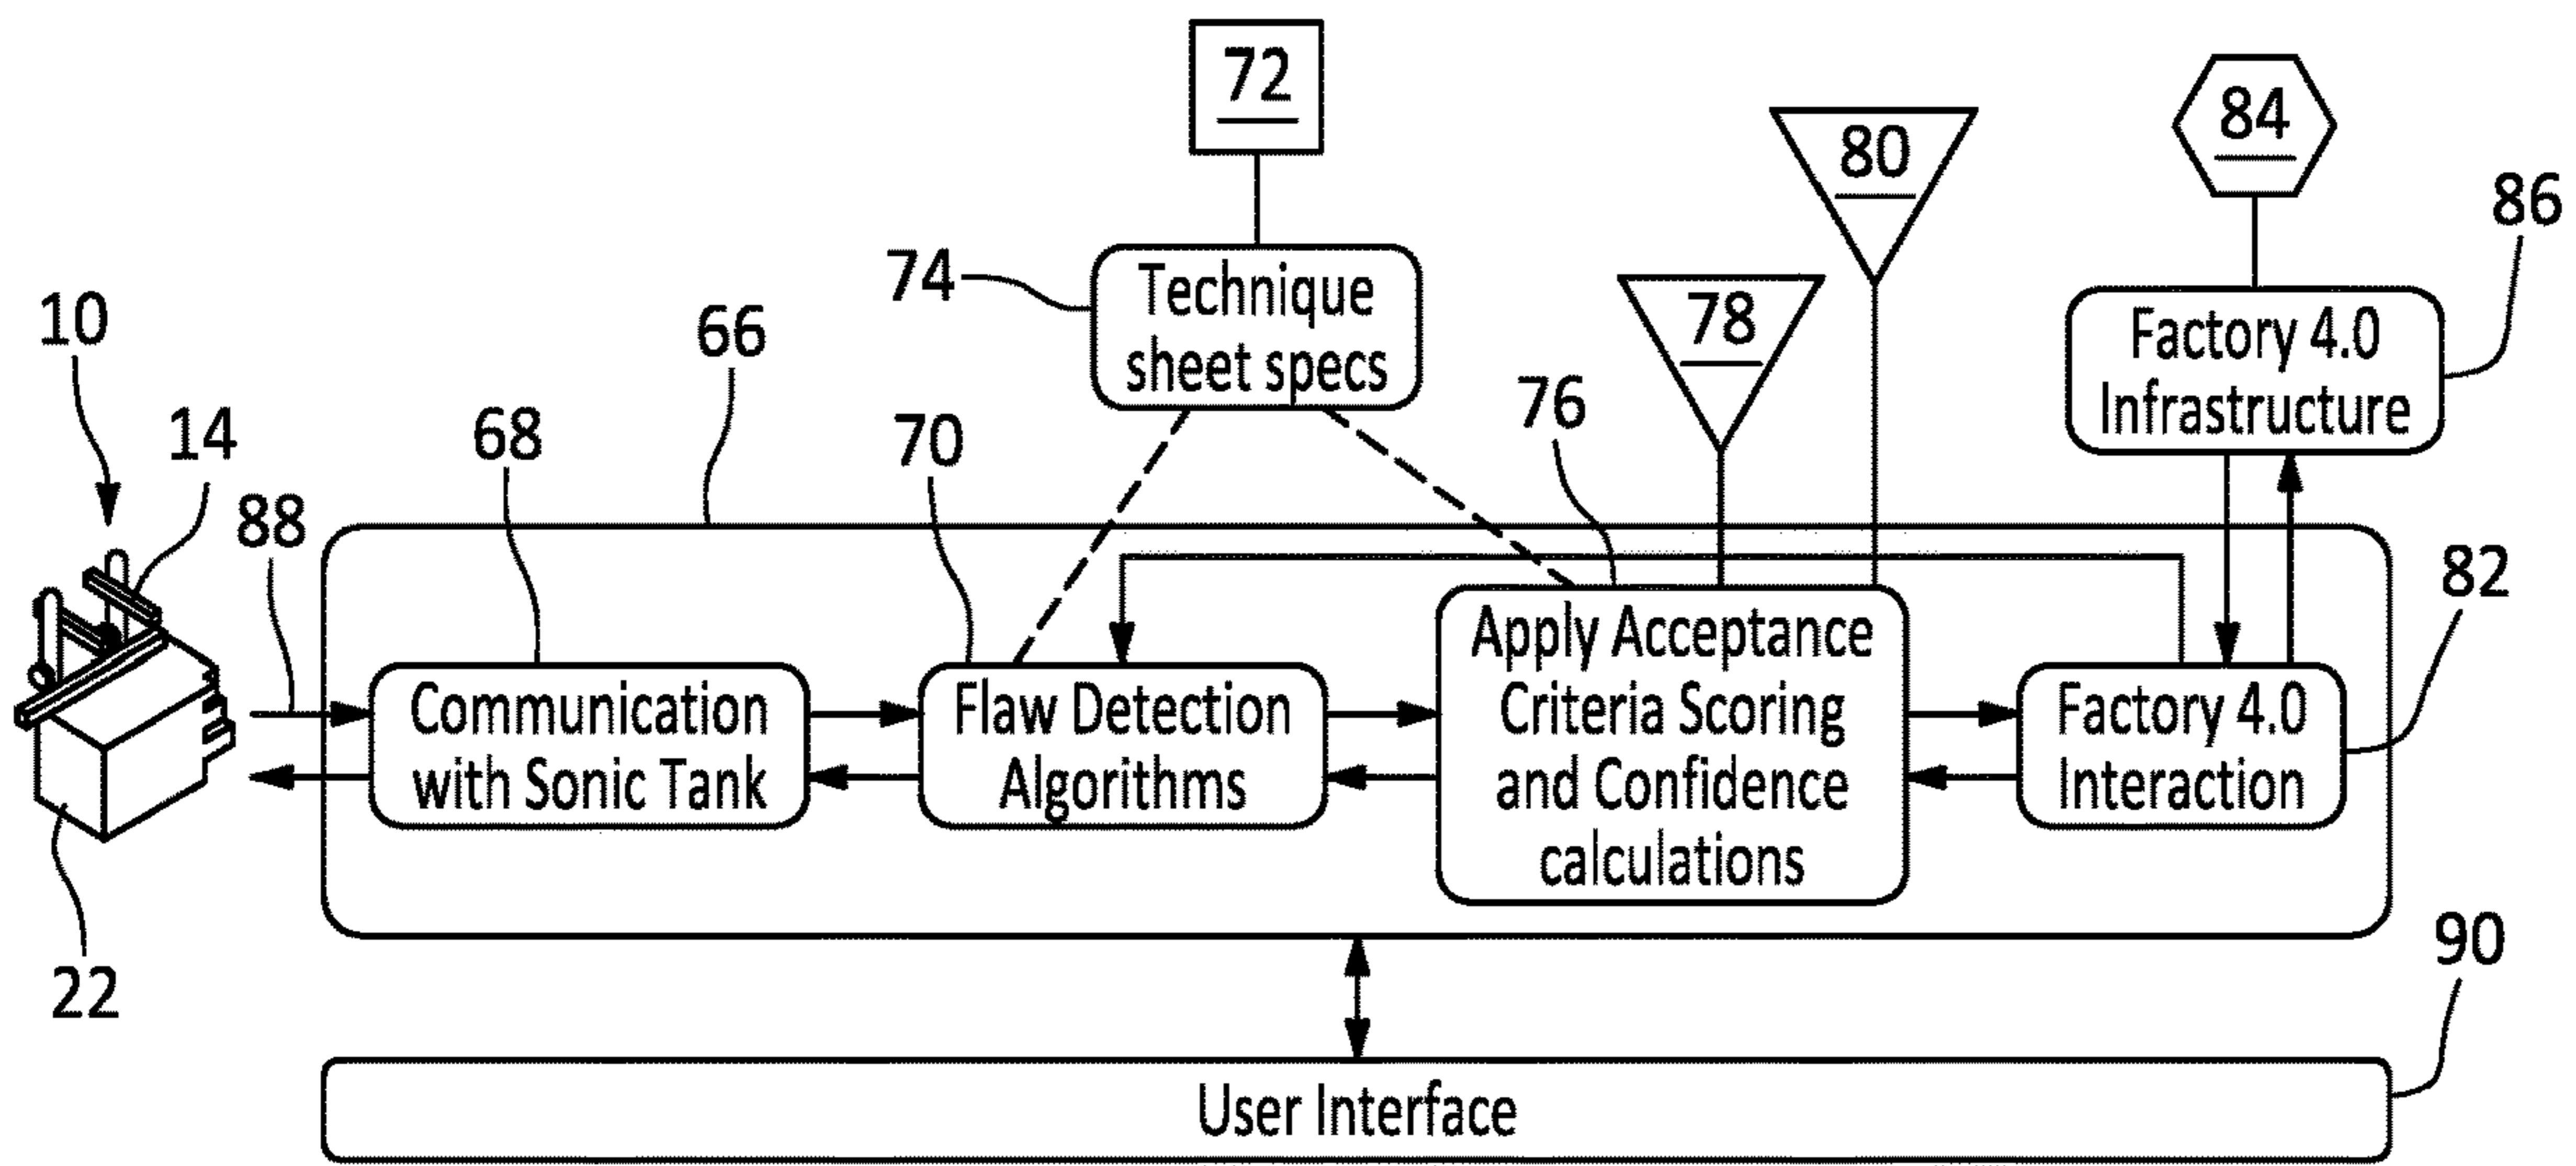 72
84
80
86
74
Technique
sheet specs
78
Factory 4.0
Infrastructure
10
66
14
68
70
76
88
82
Communication
with Sonic Tank
Flaw Detection
Algorithms
Apply Acceptance
Criteria Scoring
and Confidence
calculations
Factory 4.0
Interaction
22
90
User Interface